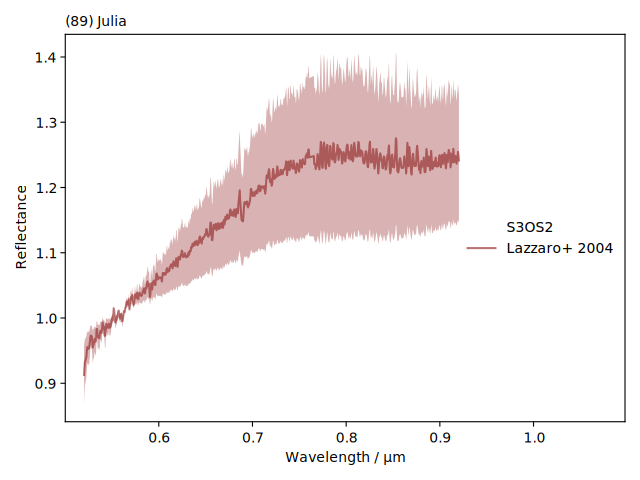 (89) Julia
1.4
1.3
1.2
1.1
1.0
0.9
Reflectance
0.6
0.7
0.8
0.9
1.0
Wavelength / μm
S3OS2
Lazzaro+ 2004